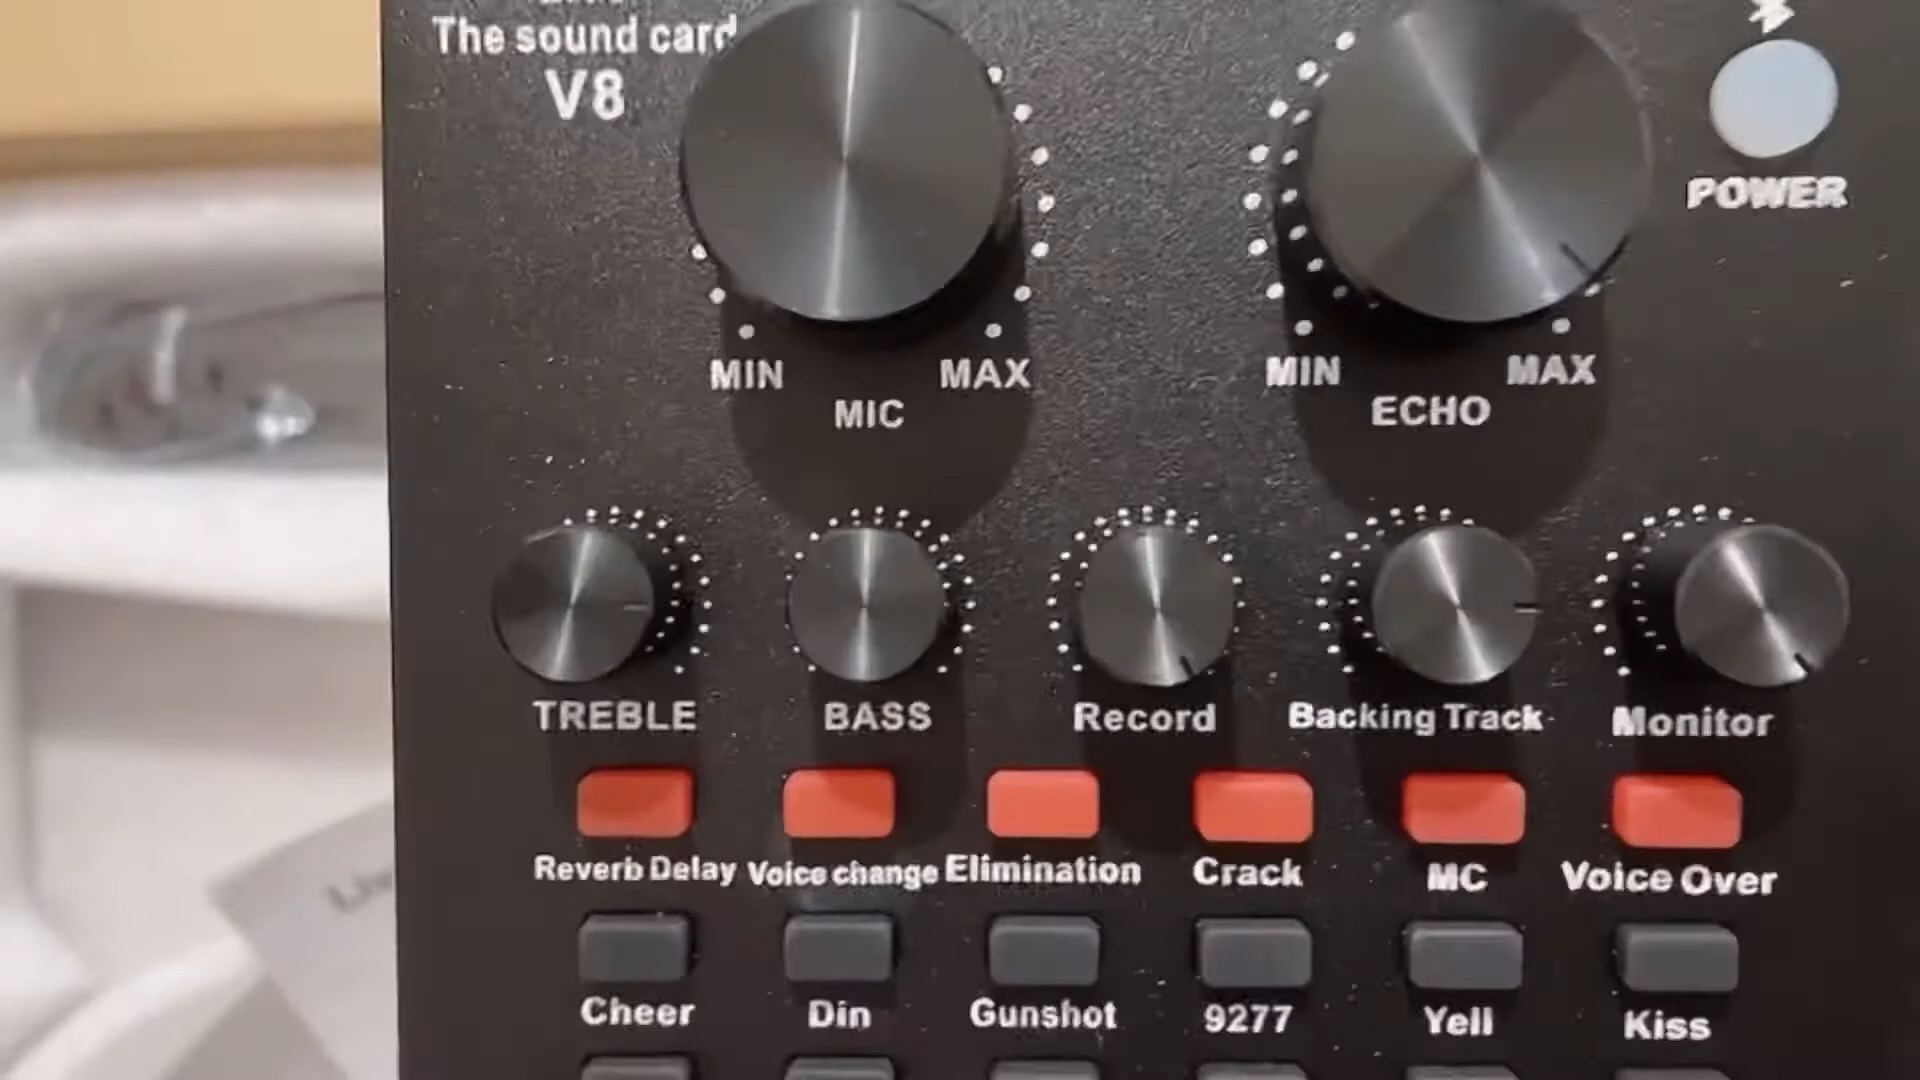 The sound card
V8
POWER
MIN MAX
MIC
MIN MAX
ECHO
TREBLE BASS Record Backing Track Monitor
Reverb Delay Voice change Elimination Crack MC Voice Over
Cheer Din Gunshot 9277 Yell Kiss